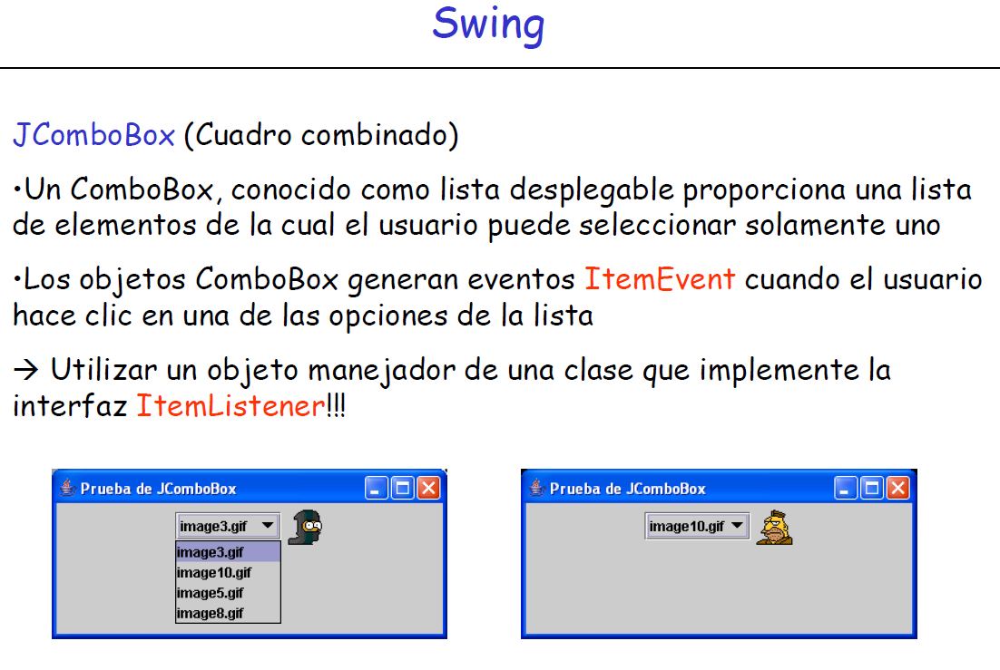 Swing
JComboBox (Cuadro combinado)
•Un ComboBox, conocido como lista desplegable proporciona una lista
de elementos de la cual el usuario puede seleccionar solamente uno
•Los objetos ComboBox generan eventos ItemEvent cuando el usuario
hace clic en una de las opciones de la lista
→ Utilizar un objeto manejador de una clase que implemente la
interfaz ItemListener!!!
Prueba de JComboBox
image3.gif
image3.gif
image10.gif
image5.gif
image8.gif
Prueba de JComboBox
image10.gif